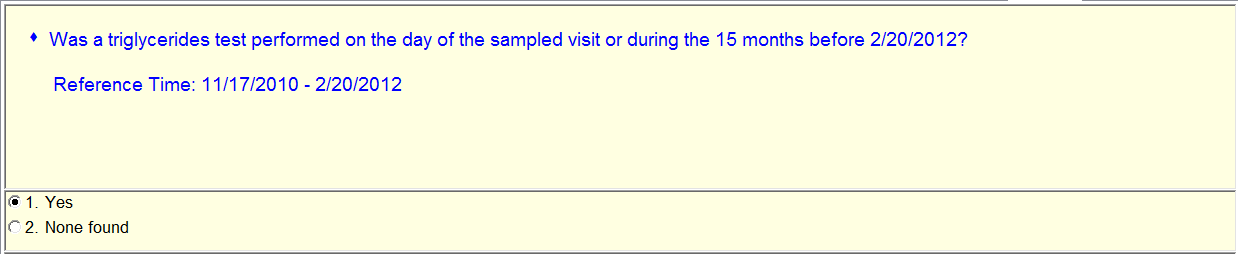 ♦ Was a triglycerides test performed on the day of the sampled visit or during the 15 months before 2/20/2012?
Reference Time: 11/17/2010 - 2/20/2012
1. Yes
2. None found